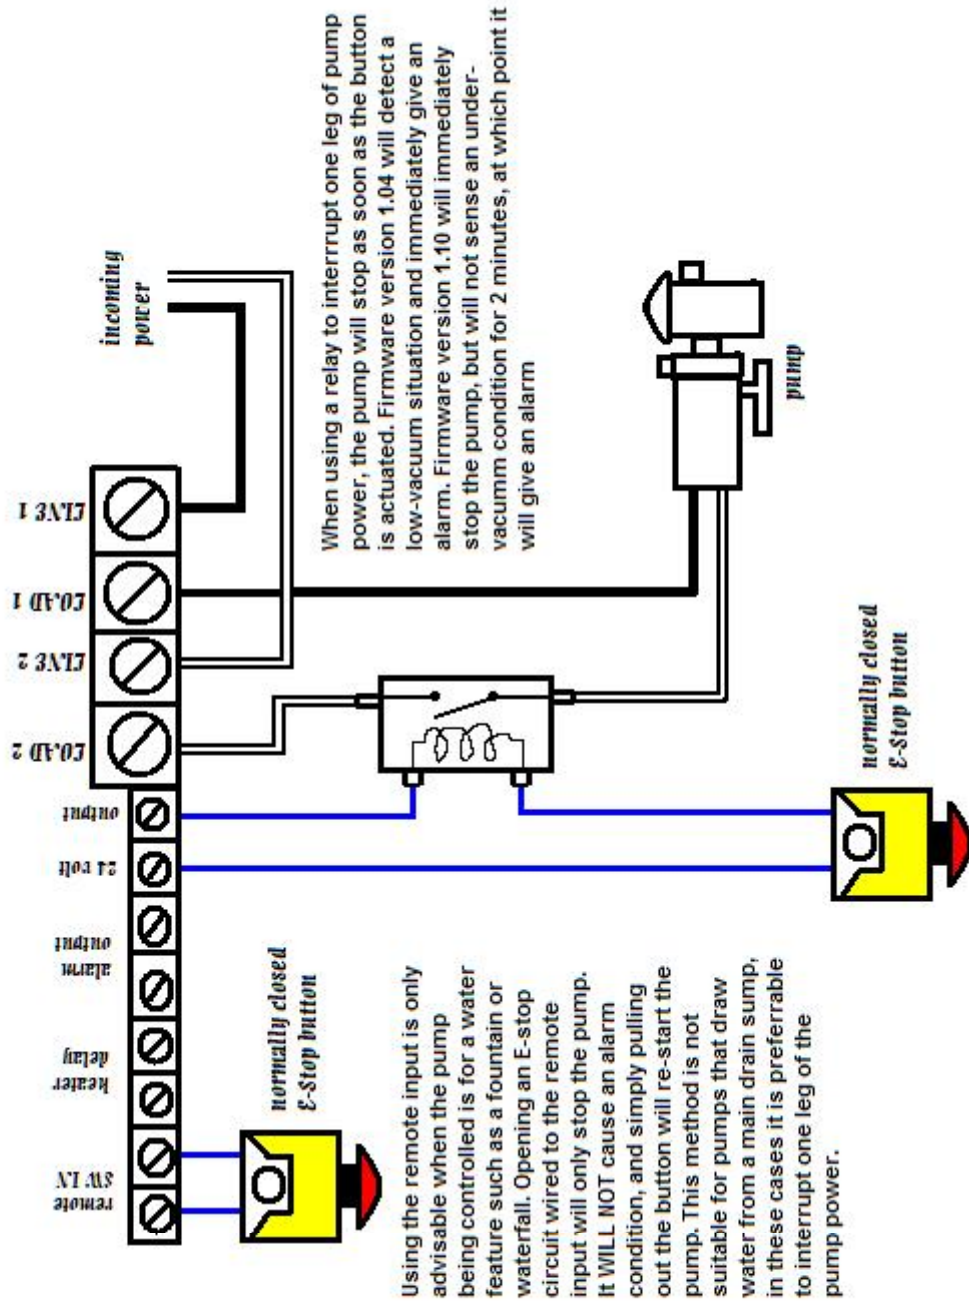 remote
SW IN
heater
delay
alarm
output
24 volt
output
LOAD 2
LINE 2
LOAD 1
LINE 1
incoming
power
normally closed
E-Stop button
Using the remote input is only
advisable when the pump
being controlled is for a water
feature such as a fountain or
waterfall. Opening an E-stop
circuit wired to the remote
input will only stop the pump.
It WILL NOT cause an alarm
condition, and simply pulling
out the button will re-start the
pump. This method is not
suitable for pumps that draw
water from a main drain sump,
in these cases it is preferrable
to interrupt one leg of the
pump power.
When using a relay to interrrupt one leg of pump
power, the pump will stop as soon as the button
is actuated. Firmware version 1.04 will detect a
low-vacuum situation and immediately give an
alarm. Firmware version 1.10 will immediately
stop the pump, but will not sense an under-
vacumm condition for 2 minutes, at which point it
will give an alarm
pump
normally closed
E-Stop button